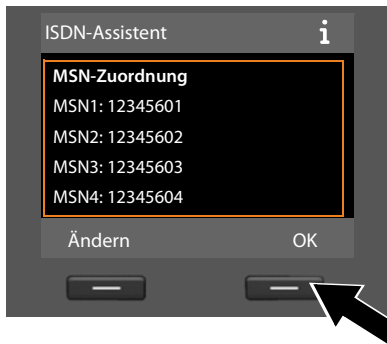 ISDN-Assistent i
MSN-Zuordnung
MSN1: 12345601
MSN2: 12345602
MSN3: 12345603
MSN4: 12345604
Ändern OK